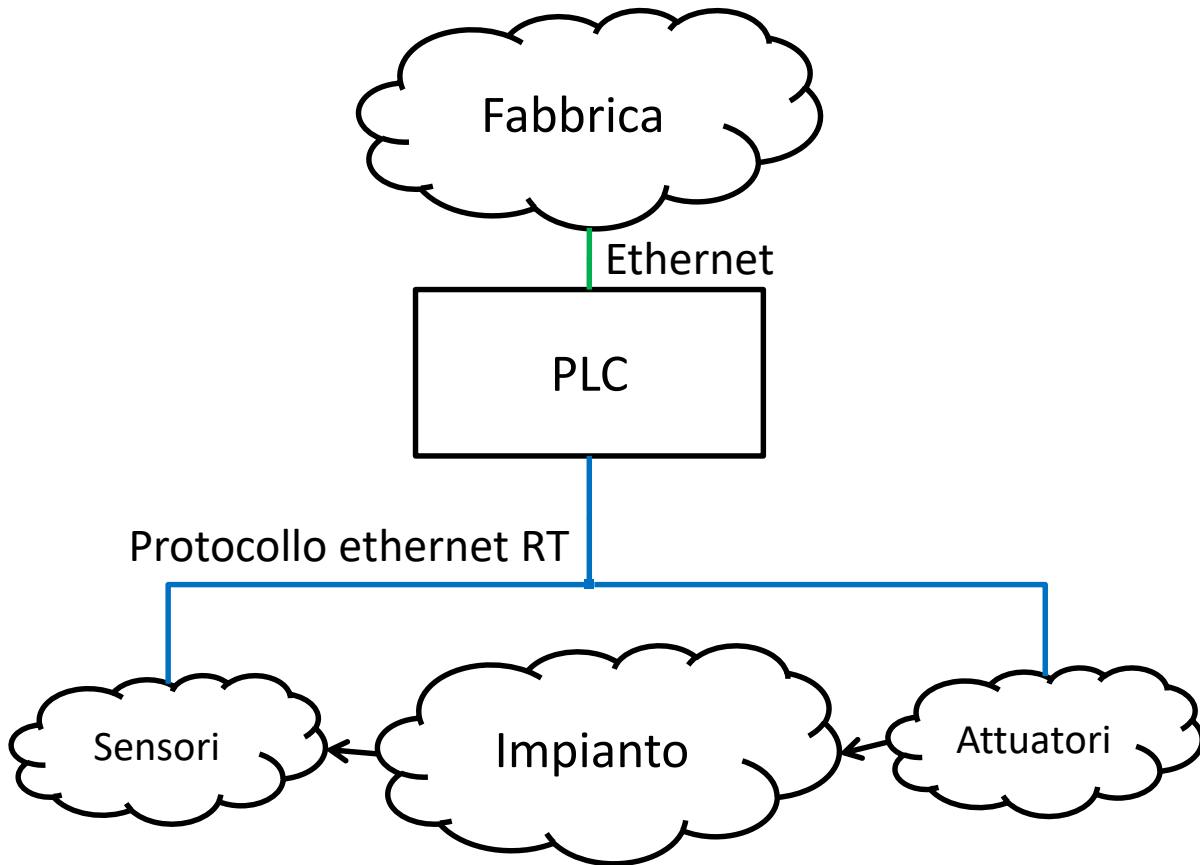 Fabbrica
Ethernet
PLC
Protocollo ethernet RT
Sensori
Impianto
Attuatori